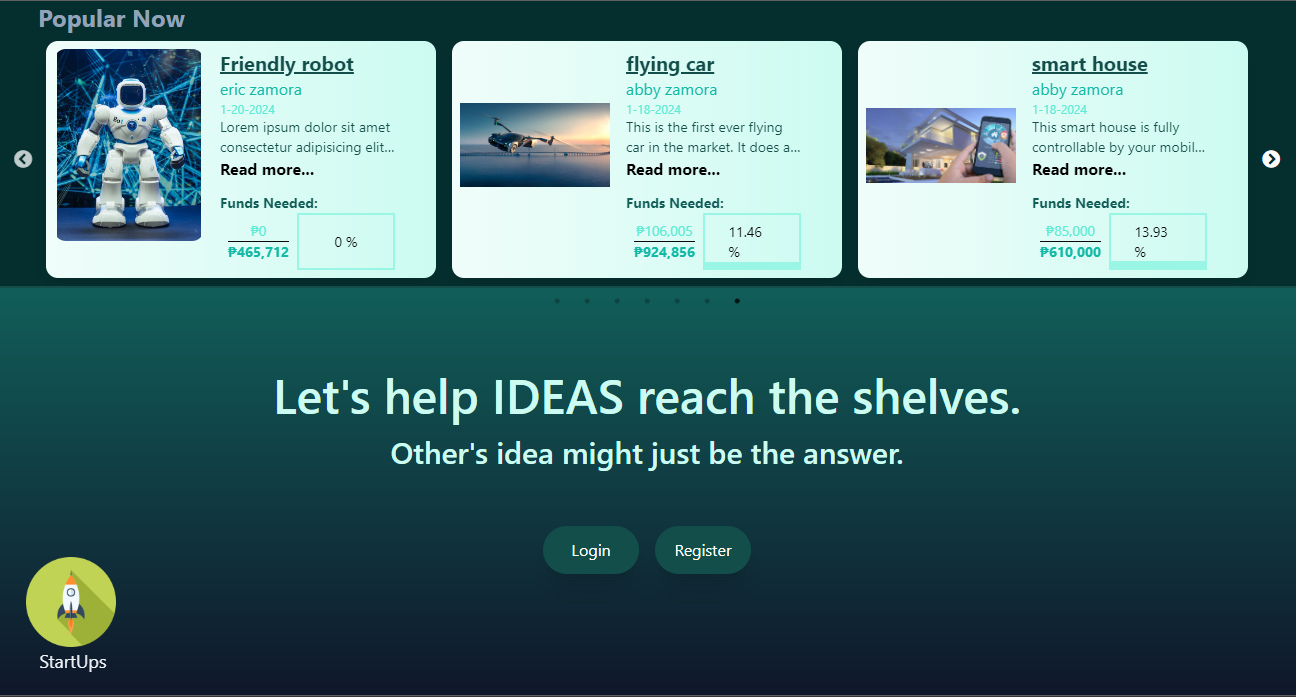 Popular Now
Friendly robot
eric zamora
1-20-2024
Lorem ipsum dolor sit amet
consectetur adipisicing elit...
Read more...
Funds Needed:
₱0
₱465,712
0 %
flying car
abby zamora
1-18-2024
This is the first ever flying
car in the market. It does a...
Read more...
Funds Needed:
₱106,005
₱924,856
11.46
%
smart house
abby zamora
1-18-2024
This smart house is fully
controllable by your mobil...
Read more...
Funds Needed:
₱85,000
₱610,000
13.93
%
Let's help IDEAS reach the shelves.
Other's idea might just be the answer.
Login
Register
StartUps